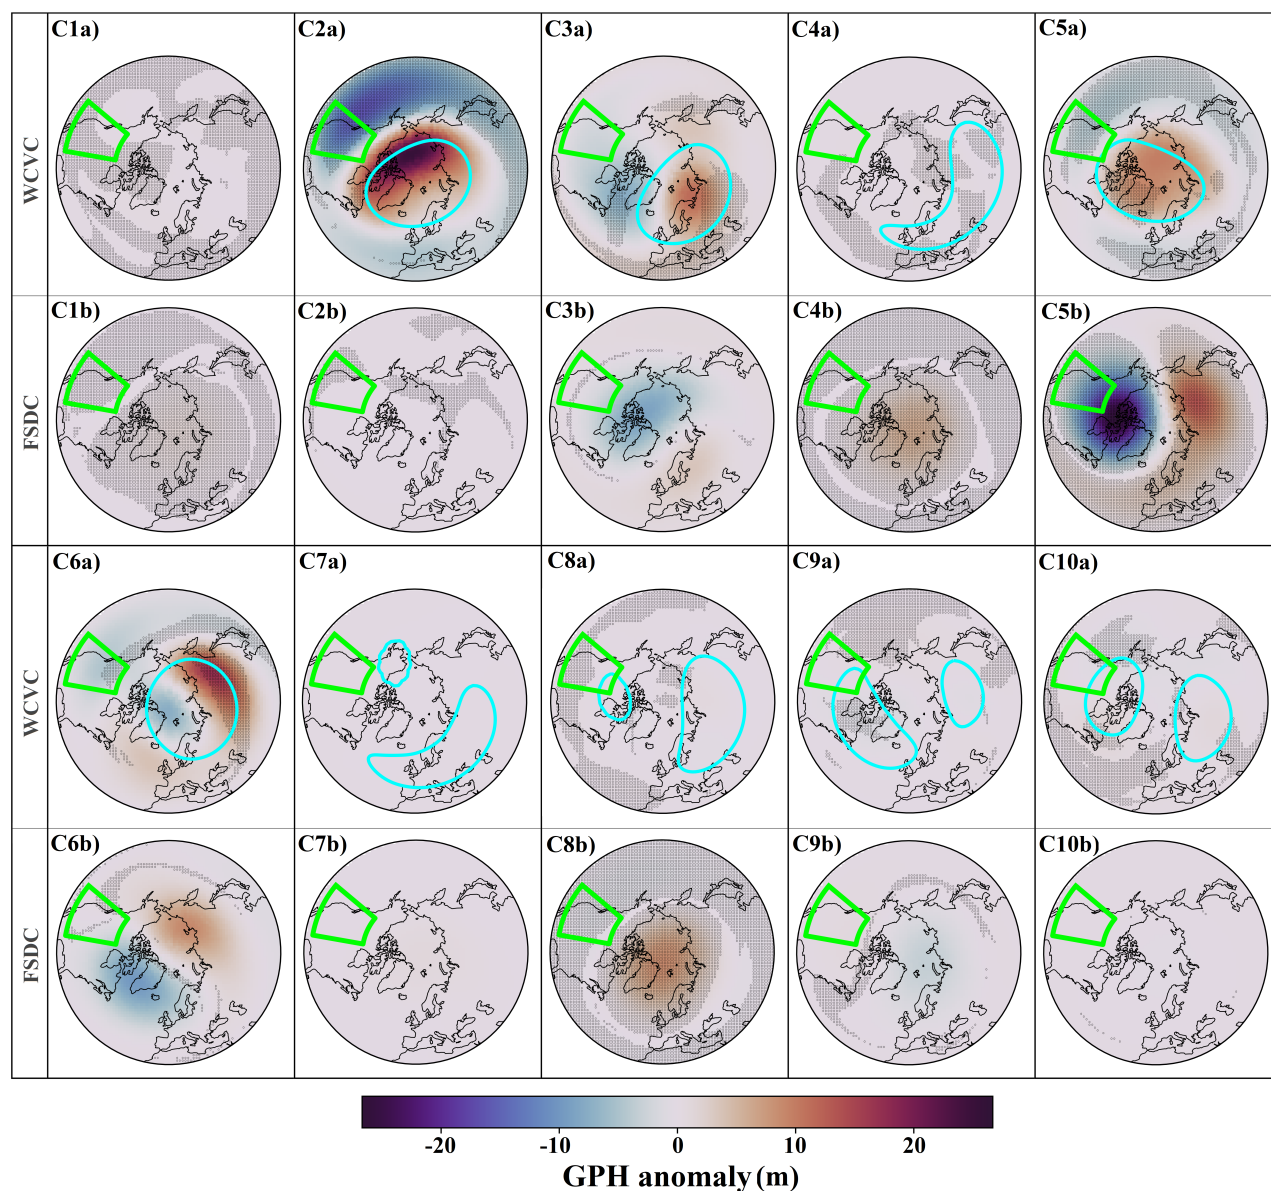 C1a) C2a) C3a) C4a) C5a)
WCVC
C1b) C2b) C3b) C4b) C5b)
FSDC
C6a) C7a) C8a) C9a) C10a)
WCVC
C6b) C7b) C8b) C9b) C10b)
FSDC
-20 -10 0 10 20
GPH anomaly (m)